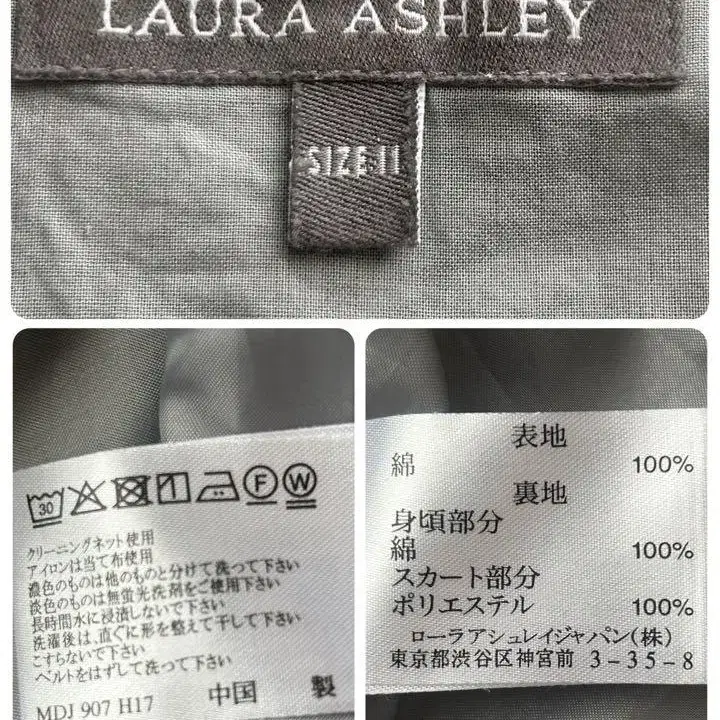 LAURA ASHLEY
SIZE 11
30
F W
クリーニングネット使用
アイロンは当て布使用
濃色のものは他のものと分けて洗って下さい
淡色のものは無蛍光洗剤をご使用下さい
長時間水に浸漬しないで下さい
洗濯後は、直ぐに形を整えて干して下さい
こすらないで下さい
ベルトをはずして洗って下さい
MDJ 907 H17 中国 製
表地
綿 100%
裏地
身頃部分
綿 100%
スカート部分
ポリエステル 100%
ローラアシュレイジャパン(株)
東京都渋谷区神宮前 3-35-8